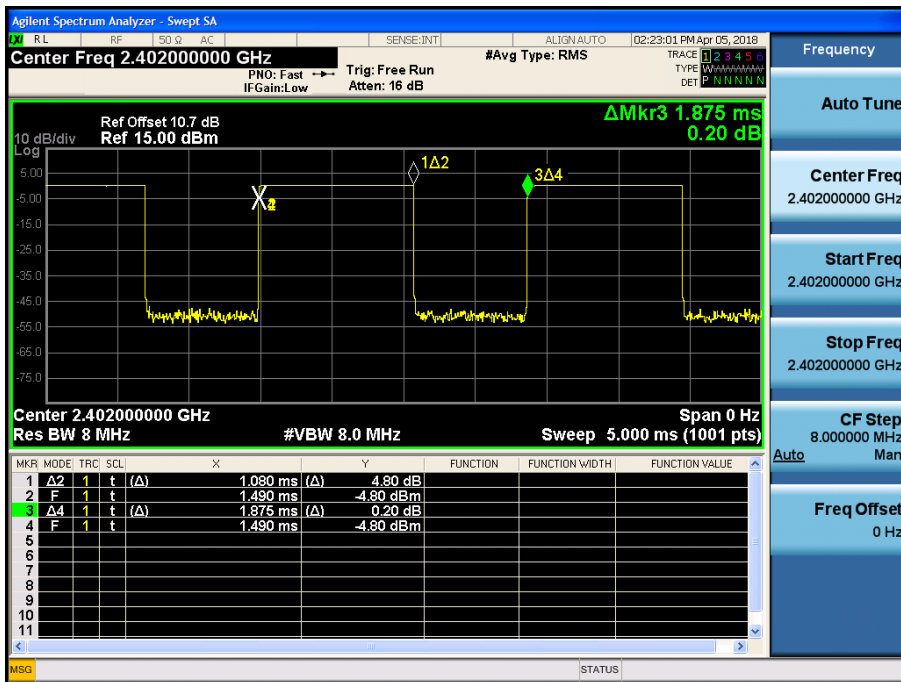 Agilent Spectrum Analyzer - Swept SA
LXI RL RF 50 Ω AC SENSE:INT ALIGN AUTO 02:23:01 PM Apr 05, 2018
Center Freq 2.402000000 GHz
PNO: Fast
IFGain:Low
Trig: Free Run
Atten: 16 dB
#Avg Type: RMS
TRACE 1 2 3 4 5 6
TYPE W
DET P N N N N N
Frequency
Auto Tune
Center Freq
2.402000000 GHz
Start Freq
2.402000000 GHz
Stop Freq
2.402000000 GHz
CF Step
8.000000 MHz
Auto Man
Freq Offset
0 Hz
ΔMkr3 1.875 ms
0.20 dB
Ref Offset 10.7 dB
10 dB/div Ref 15.00 dBm
Log
5.00
-5.00
-15.0
-25.0
-35.0
-45.0
-55.0
-65.0
-75.0
1Δ2
3Δ4
Center 2.402000000 GHz Span 0 Hz
Res BW 8 MHz #VBW 8.0 MHz Sweep 5.000 ms (1001 pts)
MKR MODE TRC SCL X Y FUNCTION FUNCTION WIDTH FUNCTION VALUE
1 Δ2 1 t (Δ) 1.080 ms (Δ) 4.80 dB
2 F 1 t 1.490 ms -4.80 dBm
3 Δ4 1 t (Δ) 1.875 ms (Δ) 0.20 dB
4 F 1 t 1.490 ms -4.80 dBm
5
6
7
8
9
10
11
MSG STATUS